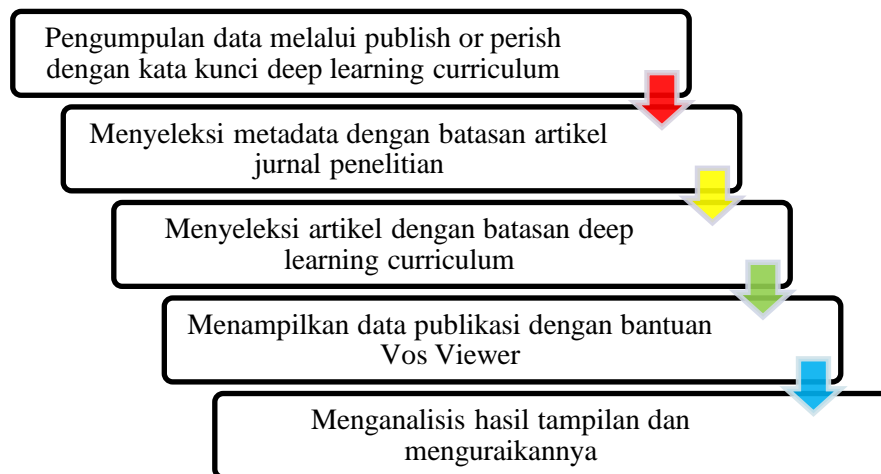 Pengumpulan data melalui publish or perish
dengan kata kunci deep learning curriculum
Menyeleksi metadata dengan batasan artikel
jurnal penelitian
Menyeleksi artikel dengan batasan deep
learning curriculum
Menampilkan data publikasi dengan bantuan
Vos Viewer
Menganalisis hasil tampilan dan
menguraikannya